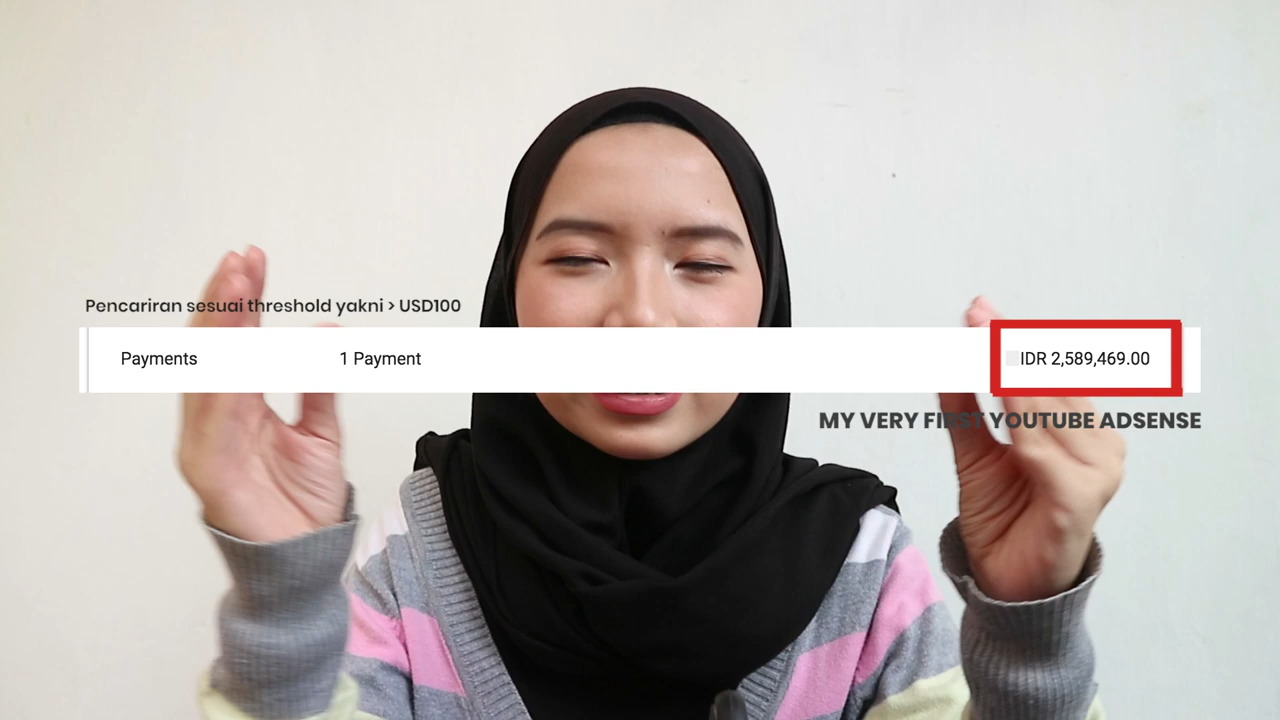 Pencariran sesuai threshold yakni > USD100
Payments 1 Payment IDR 2,589,469.00
MY VERY FIRST YOUTUBE ADSENSE